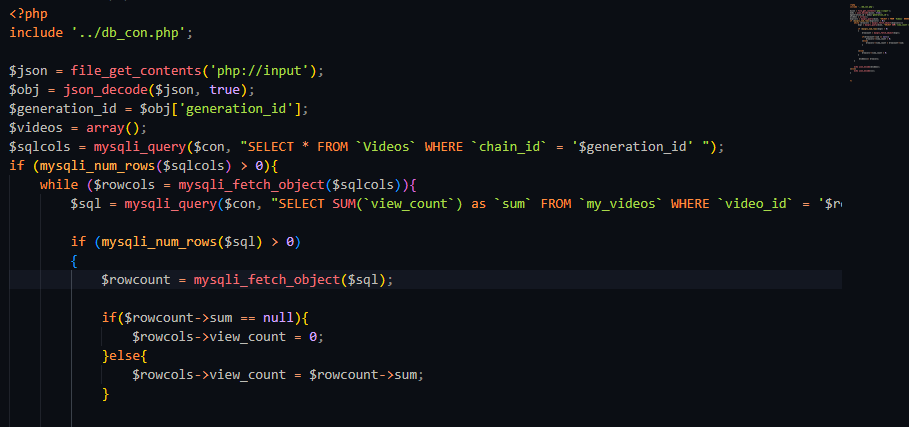 <?php
include '../db_con.php';
$json = file_get_contents('php://input');
$obj = json_decode($json, true);
$generation_id = $obj['generation_id'];
$videos = array();
$sqlcols = mysqli_query($con, "SELECT * FROM `Videos` WHERE `chain_id` = '$generation_id' ");
if (mysqli_num_rows($sqlcols) > 0){
while ($rowcols = mysqli_fetch_object($sqlcols)){
$sql = mysqli_query($con, "SELECT SUM(`view_count`) as `sum` FROM `my_videos` WHERE `video_id` = '$ro
if (mysqli_num_rows($sql) > 0)
{
$rowcount = mysqli_fetch_object($sql);
if($rowcount->sum == null){
$rowcols->view_count = 0;
}else{
$rowcols->view_count = $rowcount->sum;
}